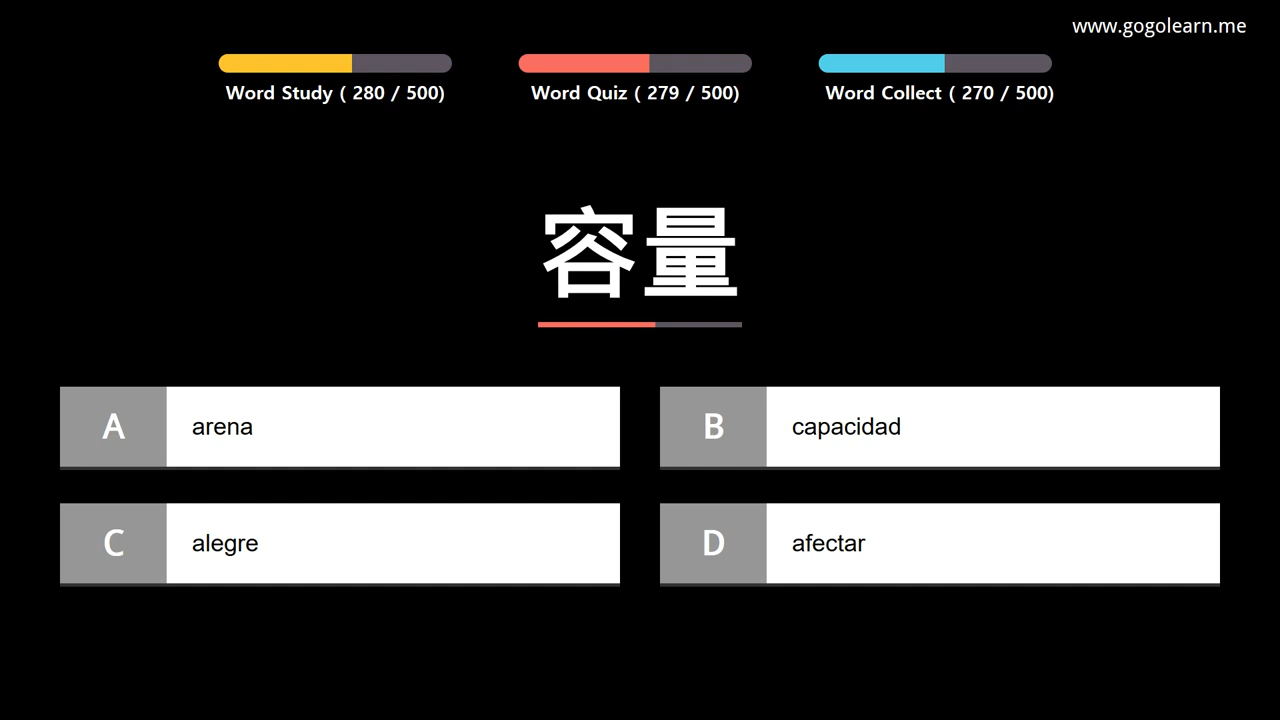 www.gogolearn.me
Word Study ( 280 / 500)
Word Quiz ( 279 / 500)
Word Collect ( 270 / 500)
容量
A
arena
B
capacidad
C
alegre
D
afectar